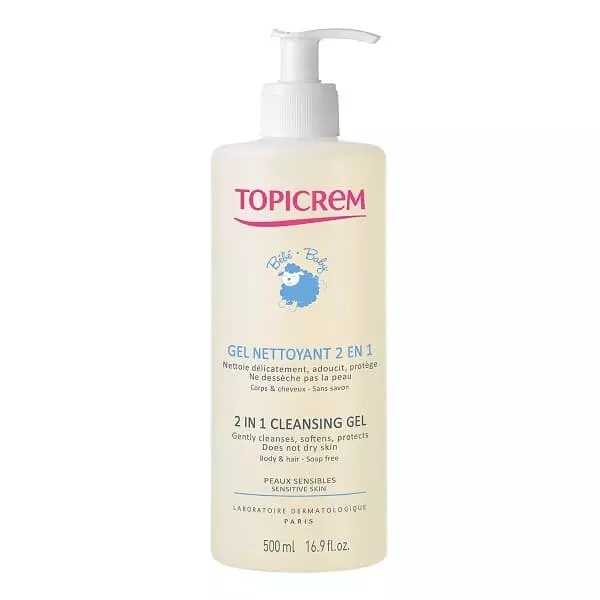 TOPICREM
Bébé • Baby
GEL NETTOYANT 2 EN 1
Nettoie délicatement, adoucit, protège
Ne dessèche pas la peau
Corps & cheveux - Sans savon
2 IN 1 CLEANSING GEL
Gently cleanses, softens, protects
Does not dry skin
Body & hair - Soap free
PEAUX SENSIBLES
SENSITIVE SKIN
LABORATOIRE DERMATOLOGIQUE
PARIS
500 ml 16.9 fl.oz.